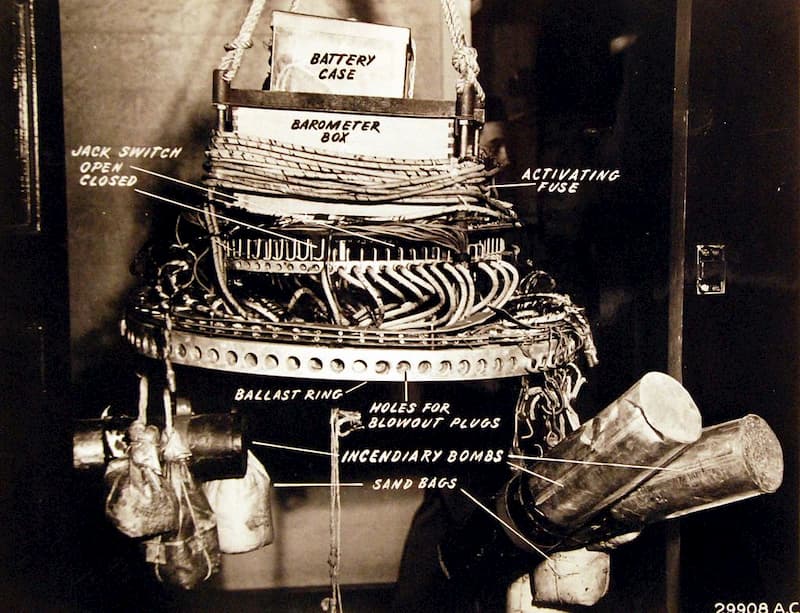 BATTERY
CASE
BAROMETER
BOX
JACK SWITCH
OPEN
CLOSED
ACTIVATING
FUSE
BALLAST RING
HOLES FOR
BLOWOUT PLUGS
INCENDIARY BOMBS
SAND BAGS
29908 A.C.